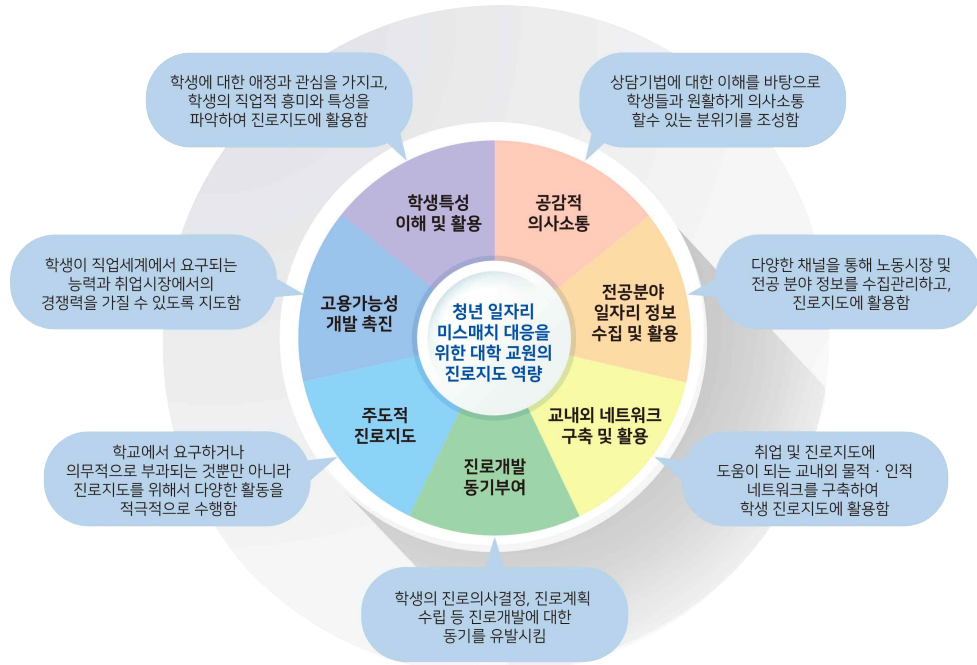 학생에 대한 애정과 관심을 가지고,
학생의 직업적 흥미와 특성을
파악하여 진로지도에 활용함
상담기법에 대한 이해를 바탕으로
학생들과 원활하게 의사소통
할수 있는 분위기를 조성함
학생특성
이해 및 활용
공감적
의사소통
학생이 직업세계에서 요구되는
능력과 취업시장에서의
경쟁력을 가질 수 있도록 지도함
고용가능성
개발 촉진
청년 일자리
미스매치 대응을
위한 대학 교원의
진로지도 역량
전공분야
일자리 정보
수집 및 활용
다양한 채널을 통해 노동시장 및
전공 분야 정보를 수집관리하고,
진로지도에 활용함
주도적
진로지도
진로개발
동기부여
교내외 네트워크
구축 및 활용
학교에서 요구하거나
의무적으로 부과되는 것뿐만 아니라
진로지도를 위해서 다양한 활동을
적극적으로 수행함
취업 및 진로지도에
도움이 되는 교내외 물적 · 인적
네트워크를 구축하여
학생 진로지도에 활용함
학생의 진로의사결정, 진로계획
수립 등 진로개발에 대한
동기를 유발시킴